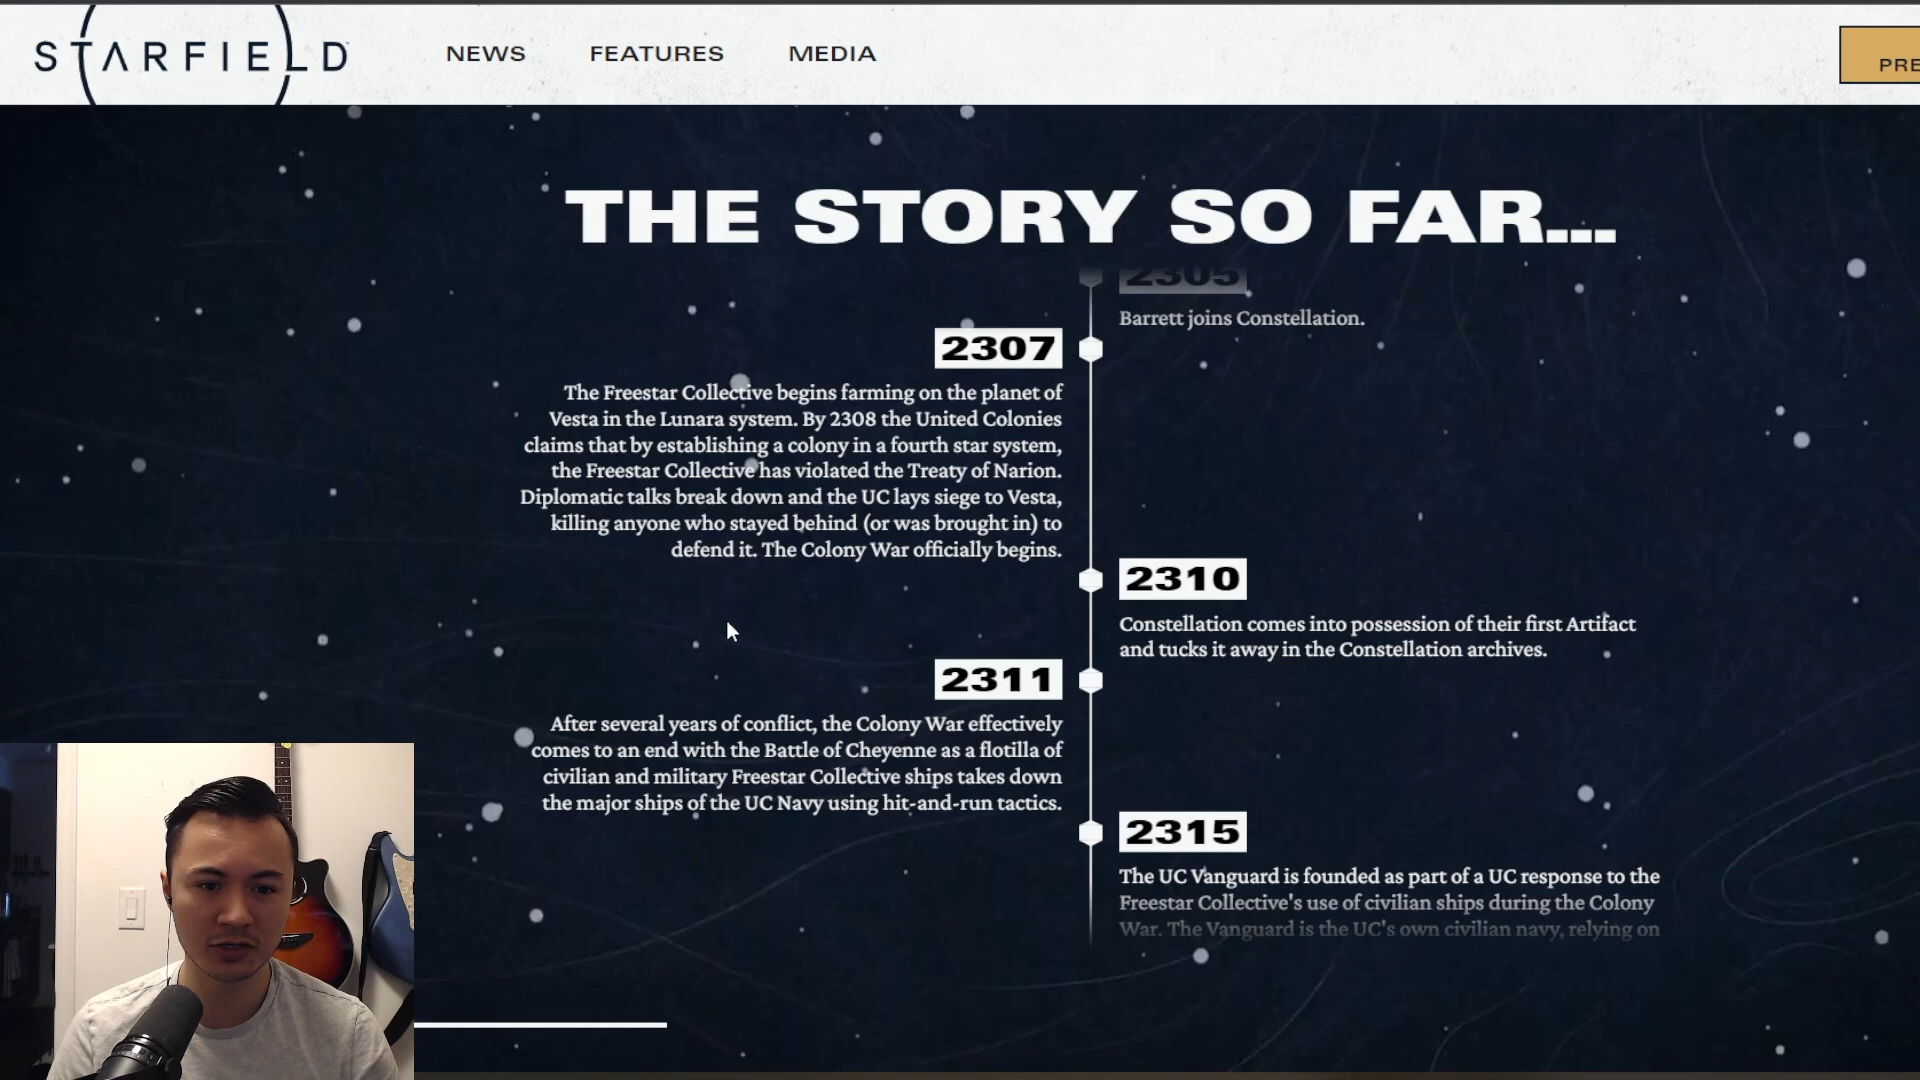 STARFIELD
NEWS
FEATURES
MEDIA
PRE
THE STORY SO FAR...
2305
Barrett joins Constellation.
2307
The Freestar Collective begins farming on the planet of
Vesta in the Lunara system. By 2308 the United Colonies
claims that by establishing a colony in a fourth star system,
the Freestar Collective has violated the Treaty of Narion.
Diplomatic talks break down and the UC lays siege to Vesta,
killing anyone who stayed behind (or was brought in) to
defend it. The Colony War officially begins.
2310
Constellation comes into possession of their first Artifact
and tucks it away in the Constellation archives.
2311
After several years of conflict, the Colony War effectively
comes to an end with the Battle of Cheyenne as a flotilla of
civilian and military Freestar Collective ships takes down
the major ships of the UC Navy using hit-and-run tactics.
2315
The UC Vanguard is founded as part of a UC response to the
Freestar Collective's use of civilian ships during the Colony
War. The Vanguard is the UC's own civilian navy, relying on